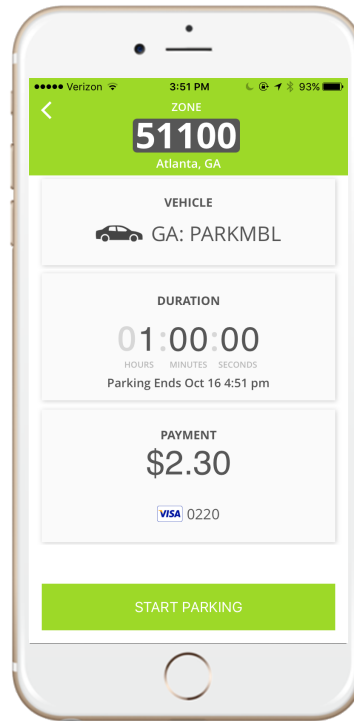 Verizon 3:51 PM 93%
ZONE
51100
Atlanta, GA
VEHICLE
GA: PARKMBL
DURATION
01:00:00
HOURS MINUTES SECONDS
Parking Ends Oct 16 4:51 pm
PAYMENT
$2.30
VISA 0220
START PARKING